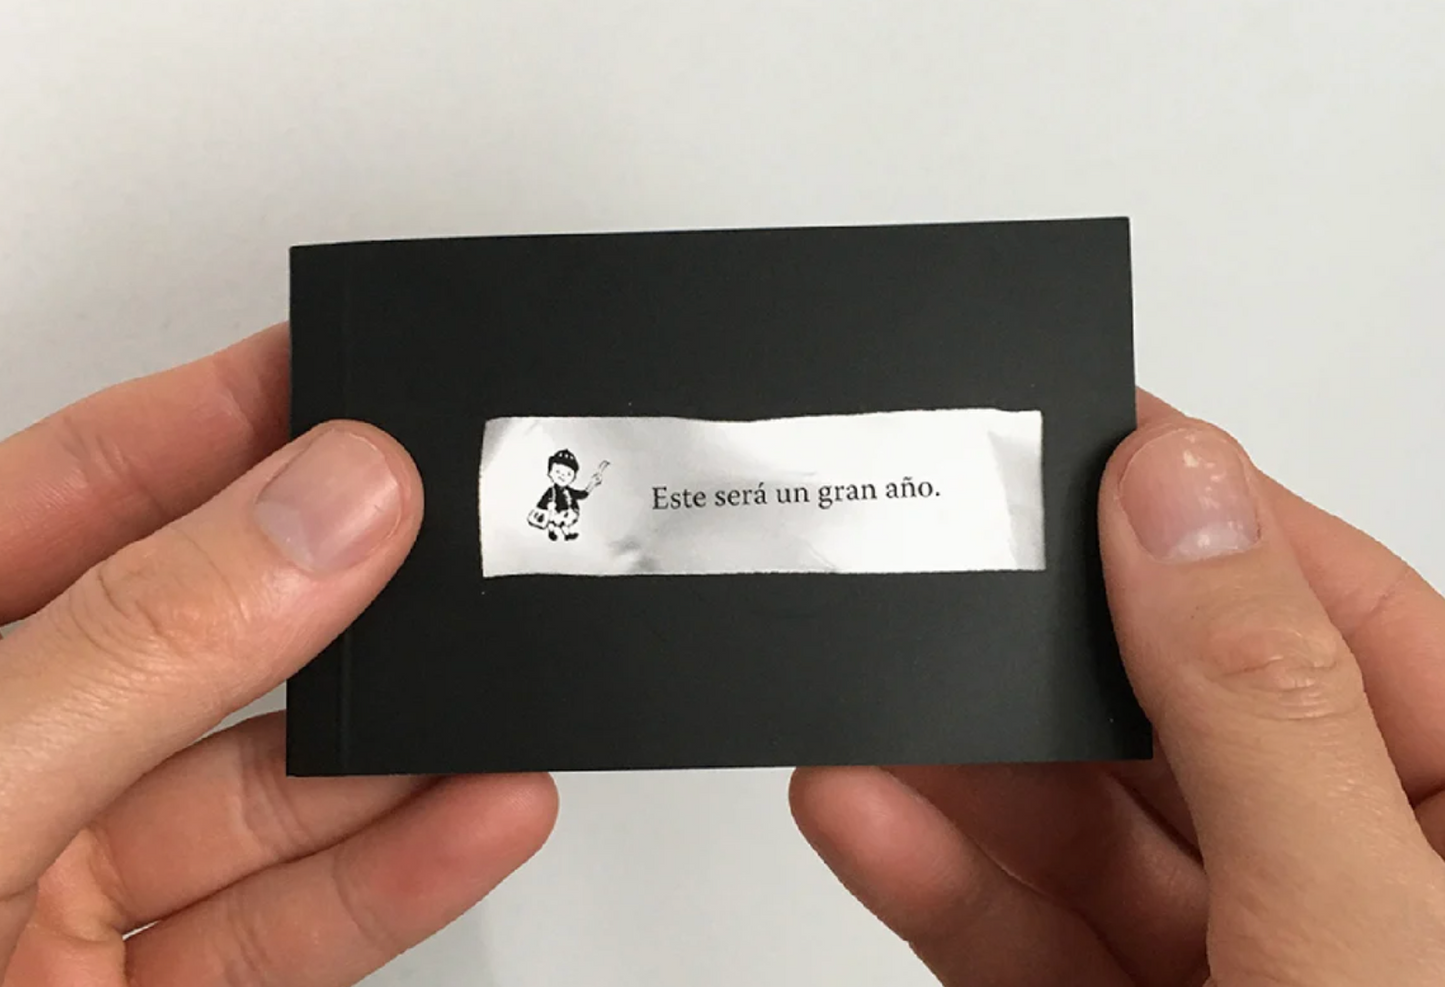 Este será un gran año.